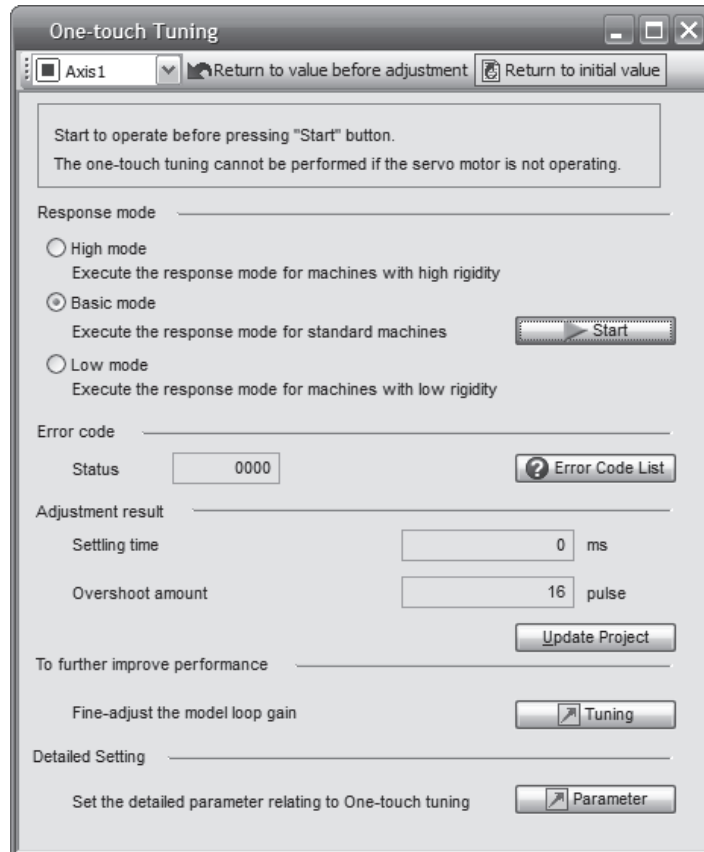 One-touch Tuning
Axis1 Return to value before adjustment Return to initial value
Start to operate before pressing "Start" button.
The one-touch tuning cannot be performed if the servo motor is not operating.
Response mode
High mode
Execute the response mode for machines with high rigidity
Basic mode
Execute the response mode for standard machines Start
Low mode
Execute the response mode for machines with low rigidity
Error code
Status 0000 Error Code List
Adjustment result
Settling time 0 ms
Overshoot amount 16 pulse
Update Project
To further improve performance
Fine-adjust the model loop gain Tuning
Detailed Setting
Set the detailed parameter relating to One-touch tuning Parameter